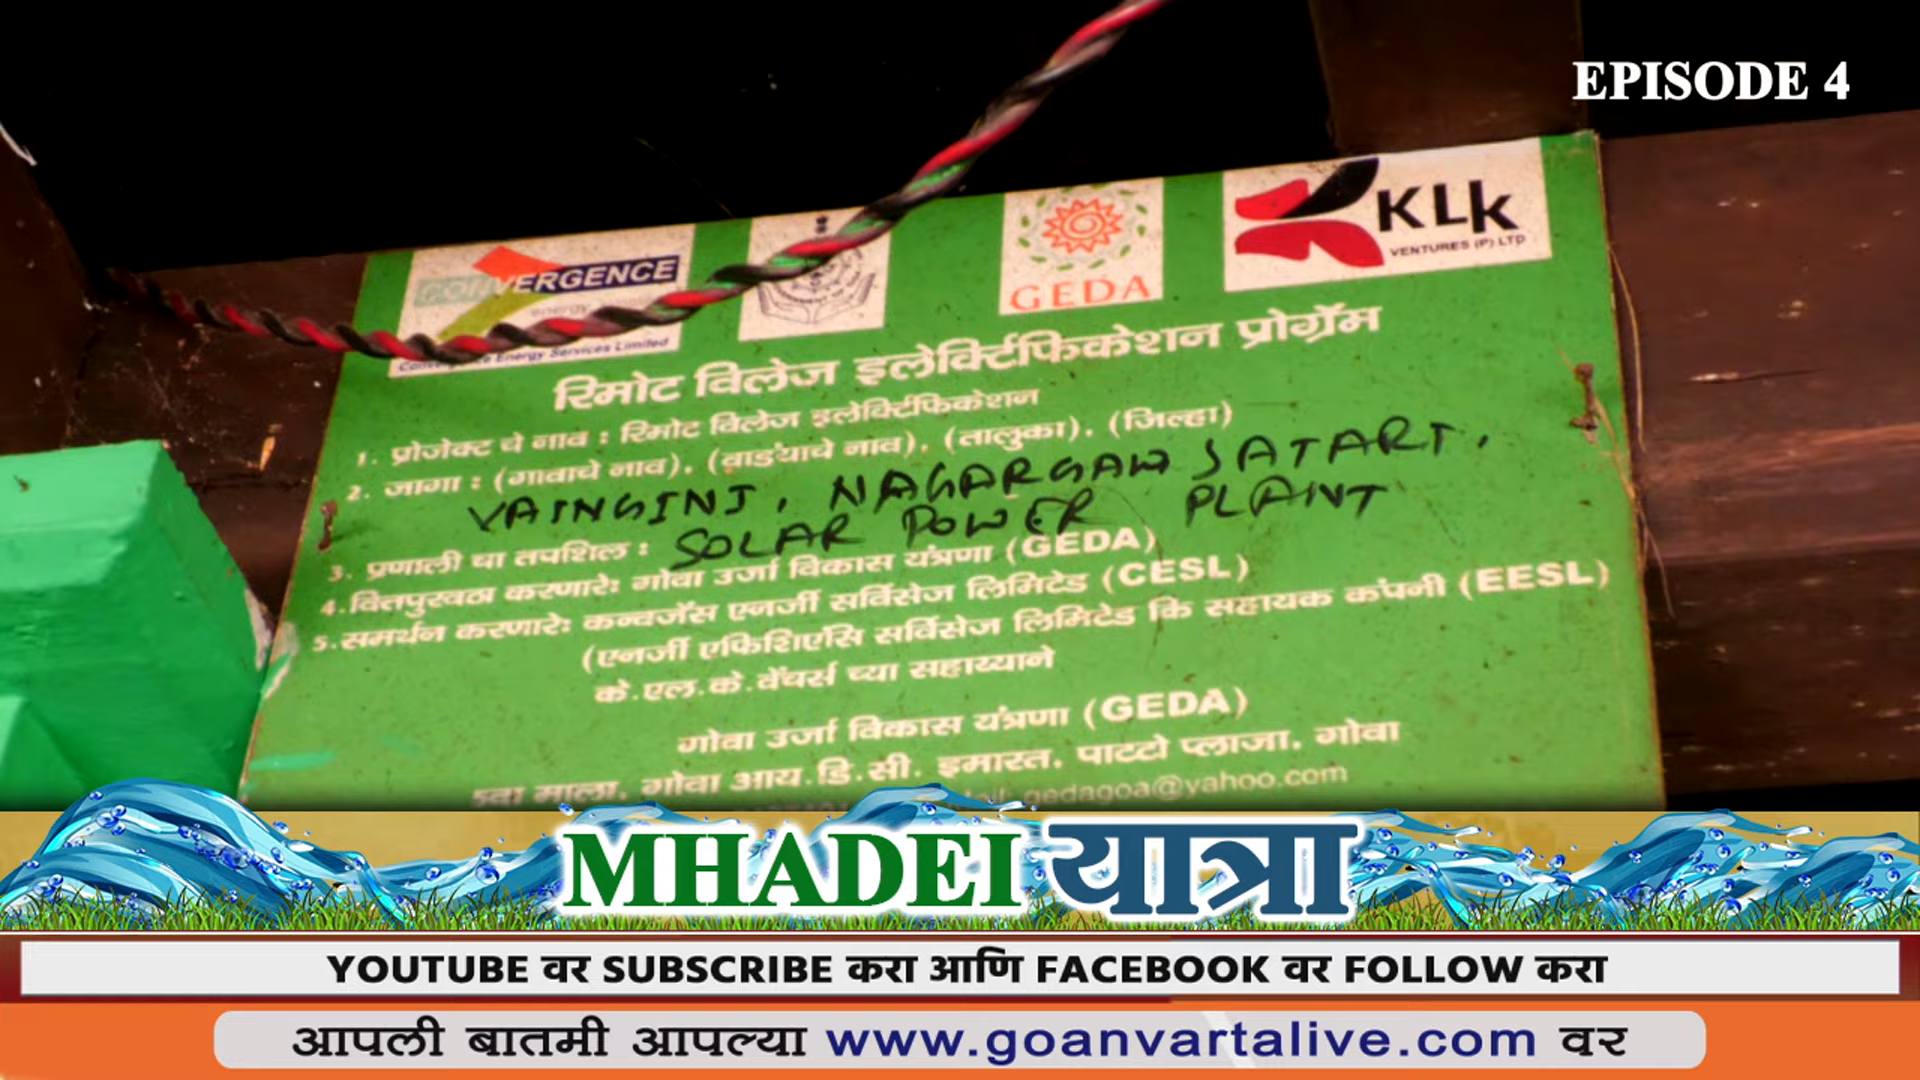 EPISODE 4
CONVERGENCE
energy
Convergence Energy Services Limited
GEDA
KLk
VENTURES (P) LTD
रिमोट विलेज इलेक्ट्रिफिकेशन प्रोग्रॅम
1. प्रोजेक्ट चे नाव : रिमोट विलेज इलेक्ट्रिफिकेशन
2. जागा : (गावाचे नाव), (वाड्याचे नाव), (तालुका), (जिल्हा)
VAINGINI, NAGARGAW SATARI.
3. प्रणाली चा तपशिल : SOLAR POWER PLANT
4. वित्तपुरवठा करणारे: गोवा उर्जा विकास यंत्रणा (GEDA)
5. समर्थन करणारे: कन्वर्जंस एनर्जी सर्विसेज लिमिटेड (CESL)
(एनर्जी एफिशिएंसि सर्विसेज लिमिटेड कि सहायक कंपनी (EESL)
के.एल.के.वेंचर्स च्या सहाय्याने
गोवा उर्जा विकास यंत्रणा (GEDA)
माला, गोवा आय.डि.सी. इमारत, पाट्टो प्लाजा, गोवा
gedagoa@yahoo.com
MHADEI यात्रा
YOUTUBE वर SUBSCRIBE करा आणि FACEBOOK वर FOLLOW करा
आपली बातमी आपल्या www.goanvartalive.com वर